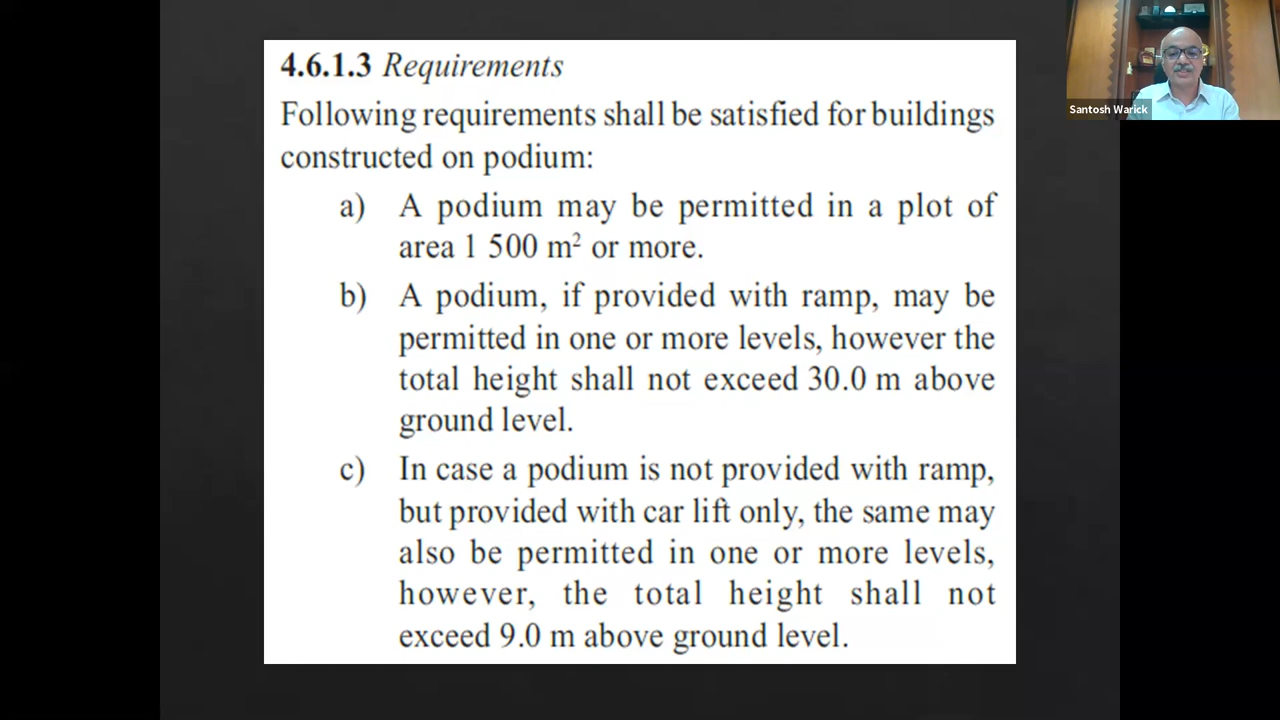 4.6.1.3 Requirements
Following requirements shall be satisfied for buildings
constructed on podium:
a) A podium may be permitted in a plot of
area 1 500 m² or more.
b) A podium, if provided with ramp, may be
permitted in one or more levels, however the
total height shall not exceed 30.0 m above
ground level.
c) In case a podium is not provided with ramp,
but provided with car lift only, the same may
also be permitted in one or more levels,
however, the total height shall not
exceed 9.0 m above ground level.
Santosh Warick